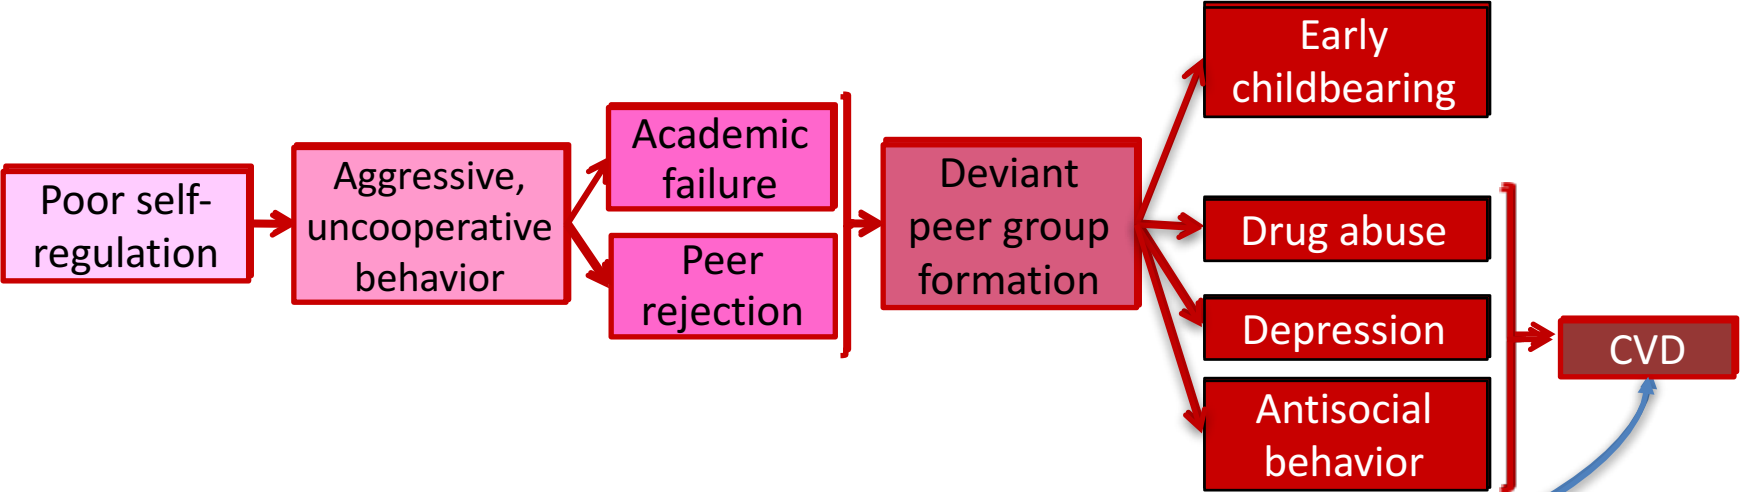 Poor self-
regulation
Aggressive,
uncooperative
behavior
Academic
failure
Peer
rejection
Deviant
peer group
formation
Early
childbearing
Drug abuse
Depression
Antisocial
behavior
CVD